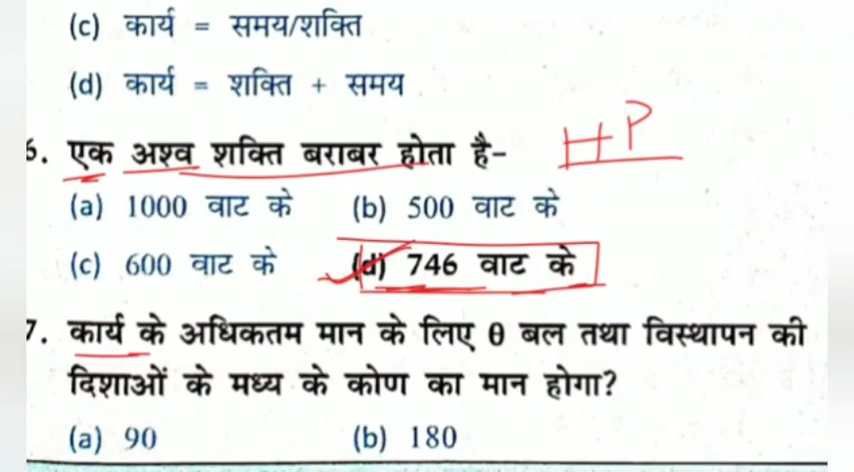 (c) कार्य = समय/शक्ति
(d) कार्य = शक्ति + समय
6. एक अश्व शक्ति बराबर होता है- HP
(a) 1000 वाट के (b) 500 वाट के
(c) 600 वाट के (d) 746 वाट के
7. कार्य के अधिकतम मान के लिए θ बल तथा विस्थापन की
दिशाओं के मध्य के कोण का मान होगा?
(a) 90 (b) 180